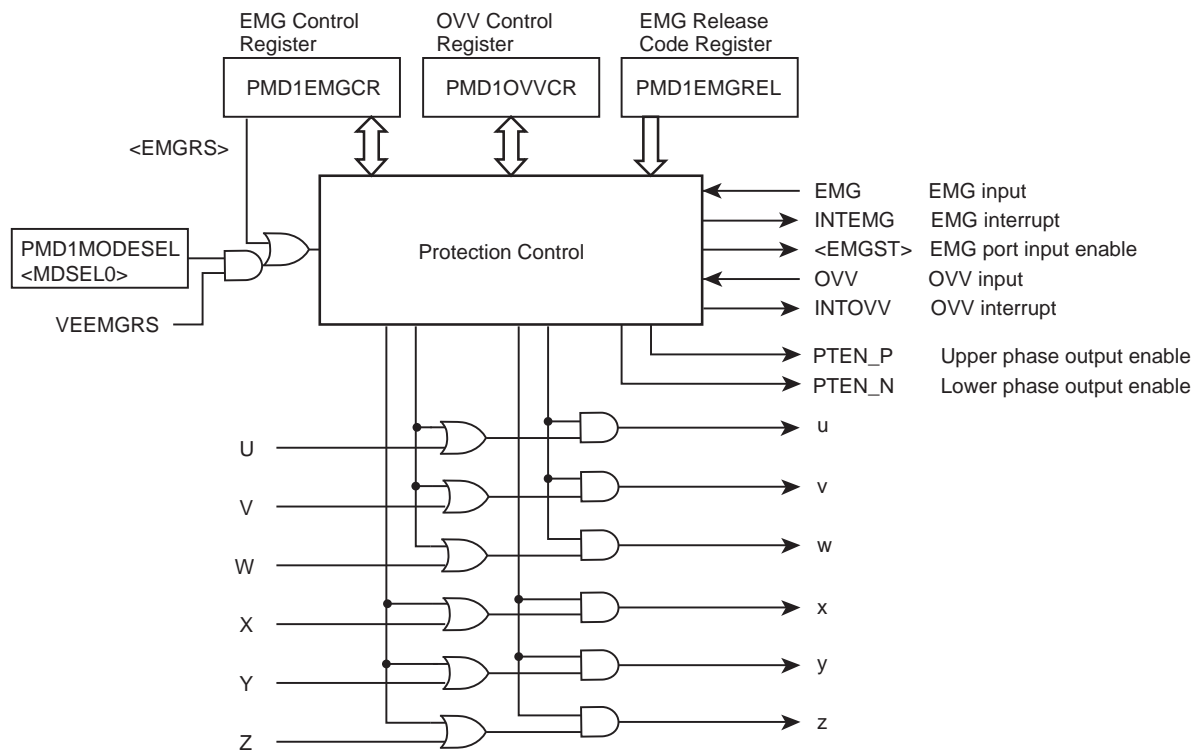 EMG Control
Register
OVV Control
Register
EMG Release
Code Register
PMD1EMGCR
PMD1OVVCR
PMD1EMGREL
<EMGRS>
PMD1MODESEL
<MDSEL0>
VEEMGRS
Protection Control
EMG EMG input
INTEMG EMG interrupt
<EMGST> EMG port input enable
OVV OVV input
INTOVV OVV interrupt
PTEN_P Upper phase output enable
PTEN_N Lower phase output enable
U u
V v
W w
X x
Y y
Z z